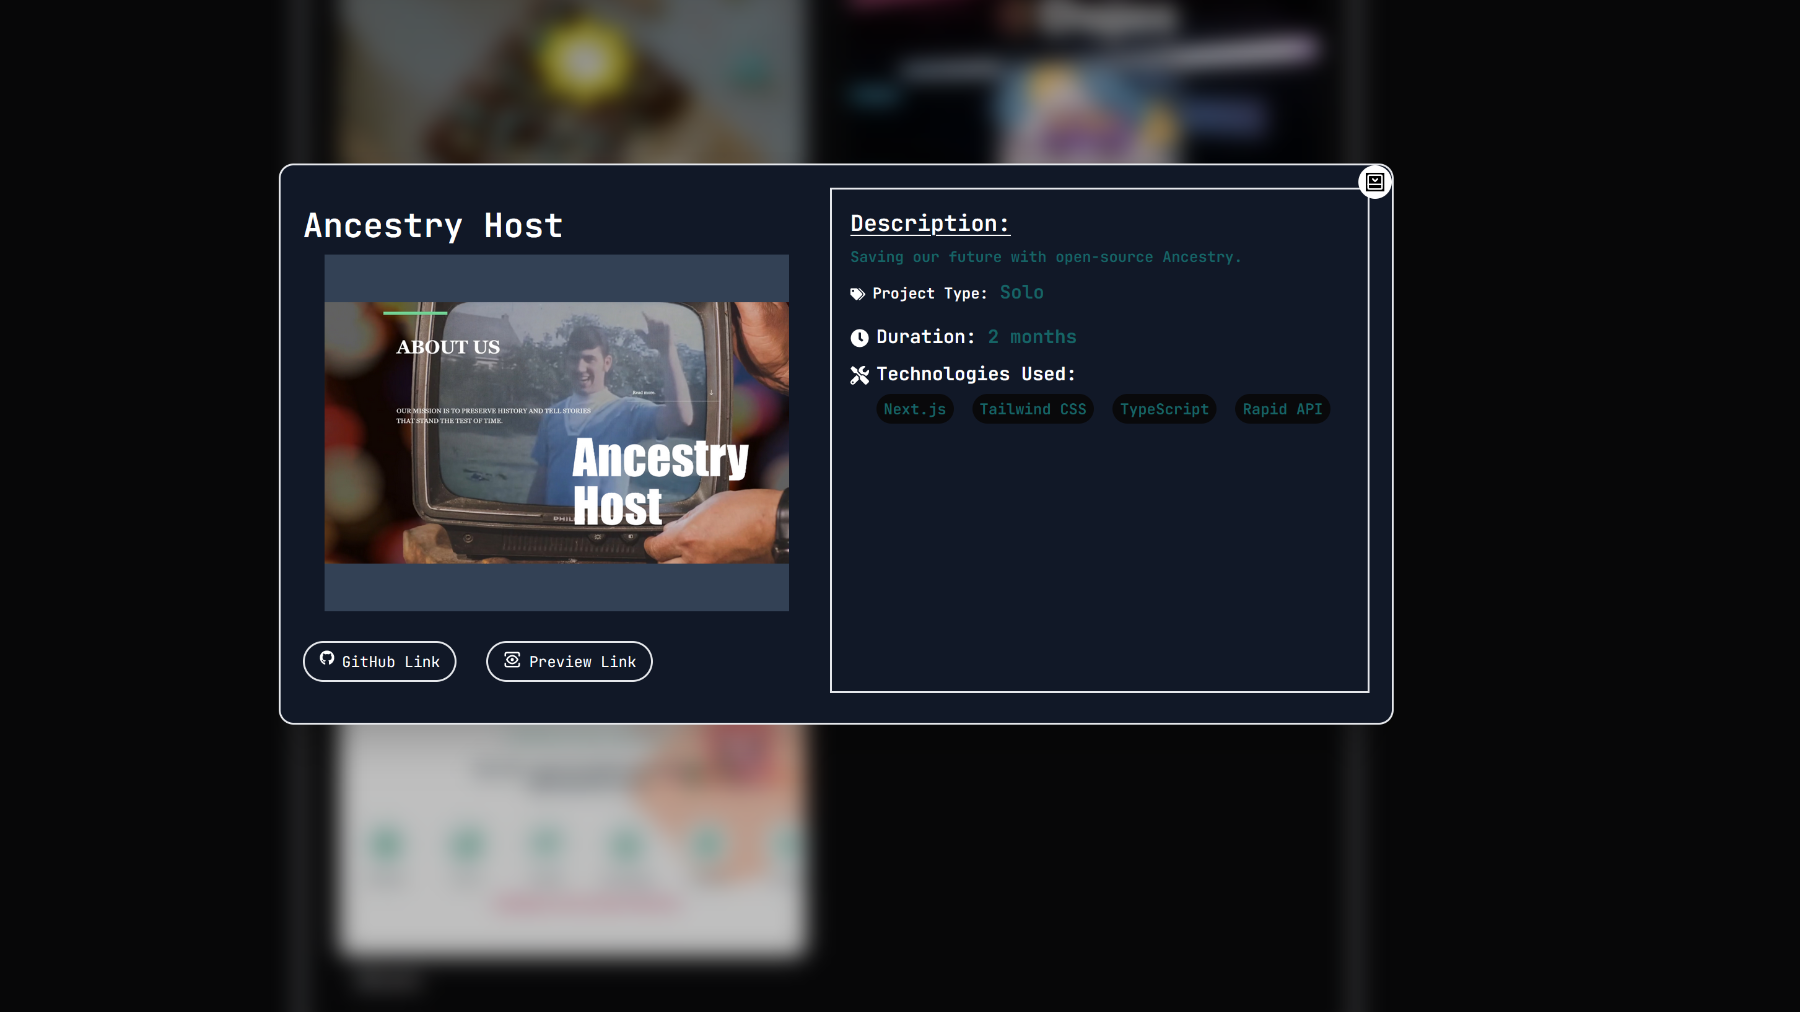 Ancestry Host
ABOUT US
Read more.
OUR MISSION IS TO PRESERVE HISTORY AND TELL STORIES
THAT STAND THE TEST OF TIME.
Ancestry
Host
GitHub Link
Preview Link
Description:
Saving our future with open-source Ancestry.
Project Type: Solo
Duration: 2 months
Technologies Used:
Next.js Tailwind CSS TypeScript Rapid API